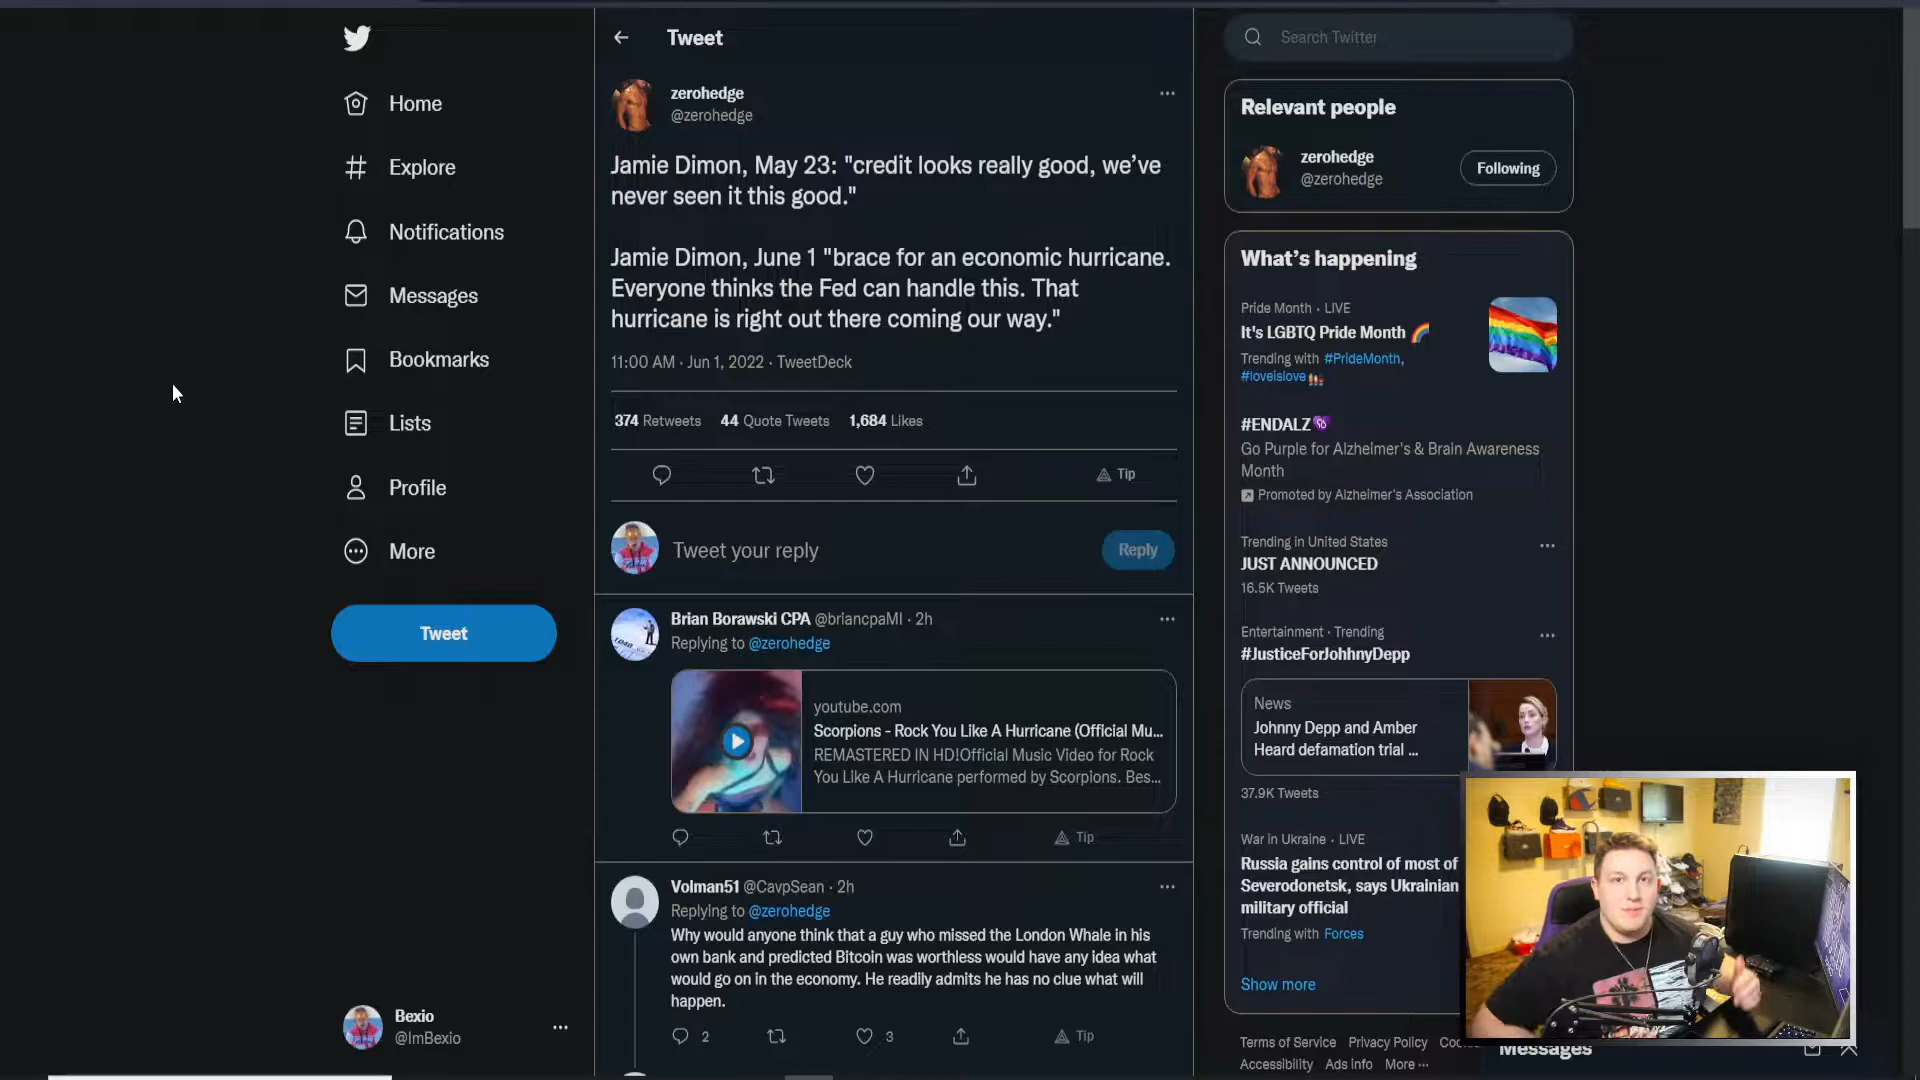 Home
Explore
Notifications
Messages
Bookmarks
Lists
Profile
More
Tweet
Bexio
@ImBexio
Tweet
zerohedge
@zerohedge
Jamie Dimon, May 23: "credit looks really good, we’ve
never seen it this good."
Jamie Dimon, June 1 "brace for an economic hurricane.
Everyone thinks the Fed can handle this. That
hurricane is right out there coming our way."
11:00 AM · Jun 1, 2022 · TweetDeck
374 Retweets 44 Quote Tweets 1,684 Likes
Tip
Tweet your reply
Reply
Brian Borawski CPA @briancpaMI · 2h
Replying to @zerohedge
youtube.com
Scorpions - Rock You Like A Hurricane (Official Mu...
REMASTERED IN HD!Official Music Video for Rock
You Like A Hurricane performed by Scorpions. Bes...
Tip
Volman51 @CavpSean · 2h
Replying to @zerohedge
Why would anyone think that a guy who missed the London Whale in his
own bank and predicted Bitcoin was worthless would have any idea what
would go on in the economy. He readily admits he has no clue what will
happen.
2 3 Tip
Search Twitter
Relevant people
zerohedge
@zerohedge
Following
What’s happening
Pride Month · LIVE
It's LGBTQ Pride Month
Trending with #PrideMonth,
#loveislove
#ENDALZ
Go Purple for Alzheimer's & Brain Awareness
Month
Promoted by Alzheimer's Association
Trending in United States
JUST ANNOUNCED
16.5K Tweets
Entertainment · Trending
#JusticeForJohhnyDepp
News
Johnny Depp and Amber
Heard defamation trial ...
37.9K Tweets
War in Ukraine · LIVE
Russia gains control of most of
Severodonetsk, says Ukrainian
military official
Trending with Forces
Show more
Terms of Service Privacy Policy
Accessibility Ads info More ...
Messages